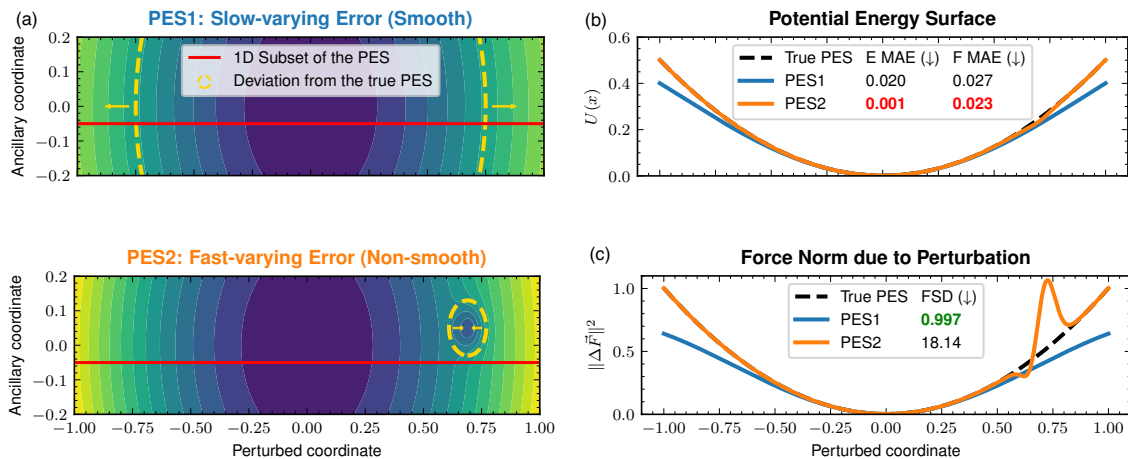 (a)
PES1: Slow-varying Error (Smooth)
Ancillary coordinate
0.2
0.1
0.0
−0.1
−0.2
1D Subset of the PES
Deviation from the true PES
PES2: Fast-varying Error (Non-smooth)
Ancillary coordinate
0.2
0.1
0.0
−0.1
−0.2
−1.00 −0.75 −0.50 −0.25 0.00 0.25 0.50 0.75 1.00
Perturbed coordinate
(b)
Potential Energy Surface
U(x)
0.6
0.4
0.2
0.0
True PES E MAE (↓) F MAE (↓)
PES1 0.020 0.027
PES2 0.001 0.023
(c)
Force Norm due to Perturbation
||ΔF⃗||²
1.0
0.5
0.0
True PES FSD (↓)
PES1 0.997
PES2 18.14
−1.00 −0.75 −0.50 −0.25 0.00 0.25 0.50 0.75 1.00
Perturbed coordinate